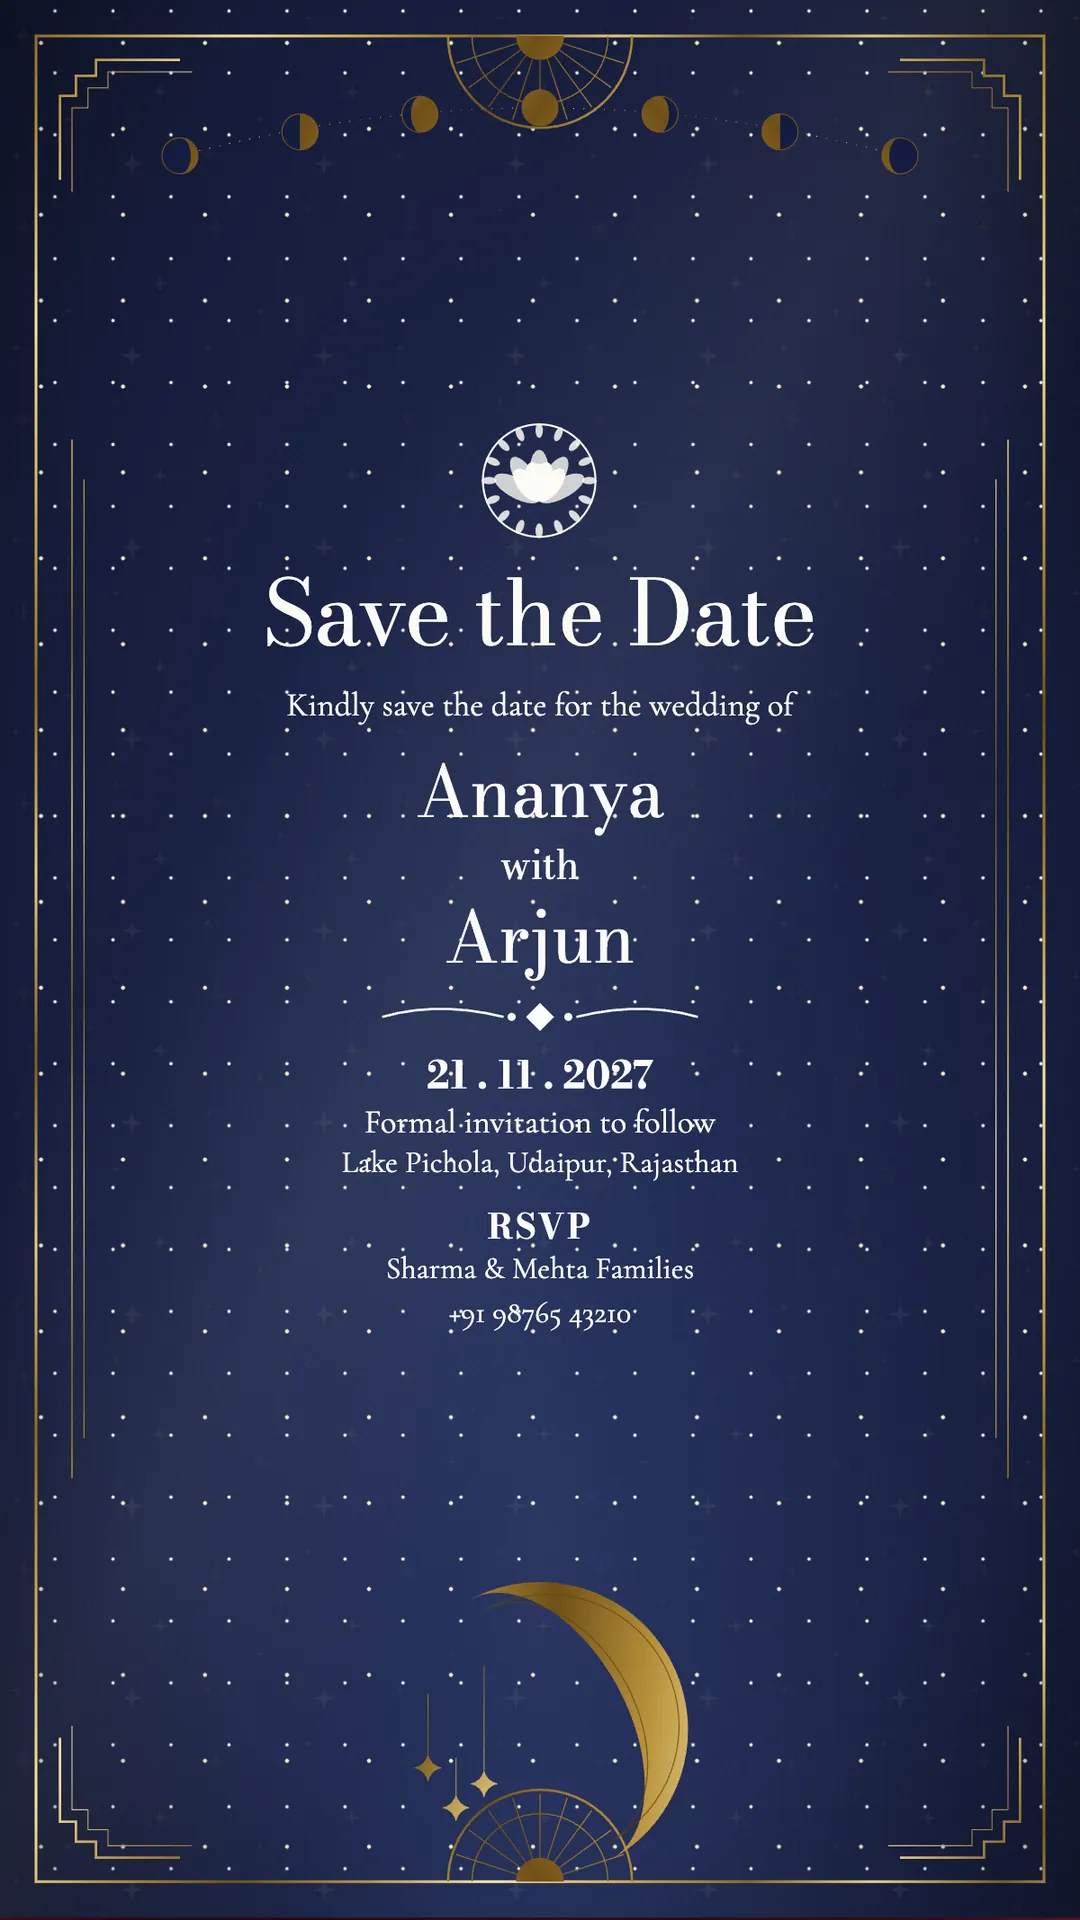 Save the Date
Kindly save the date for the wedding of
Ananya
with
Arjun
21 . 11 . 2027
Formal invitation to follow
Lake Pichola, Udaipur, Rajasthan
RSVP
Sharma & Mehta Families
+91 98765 43210